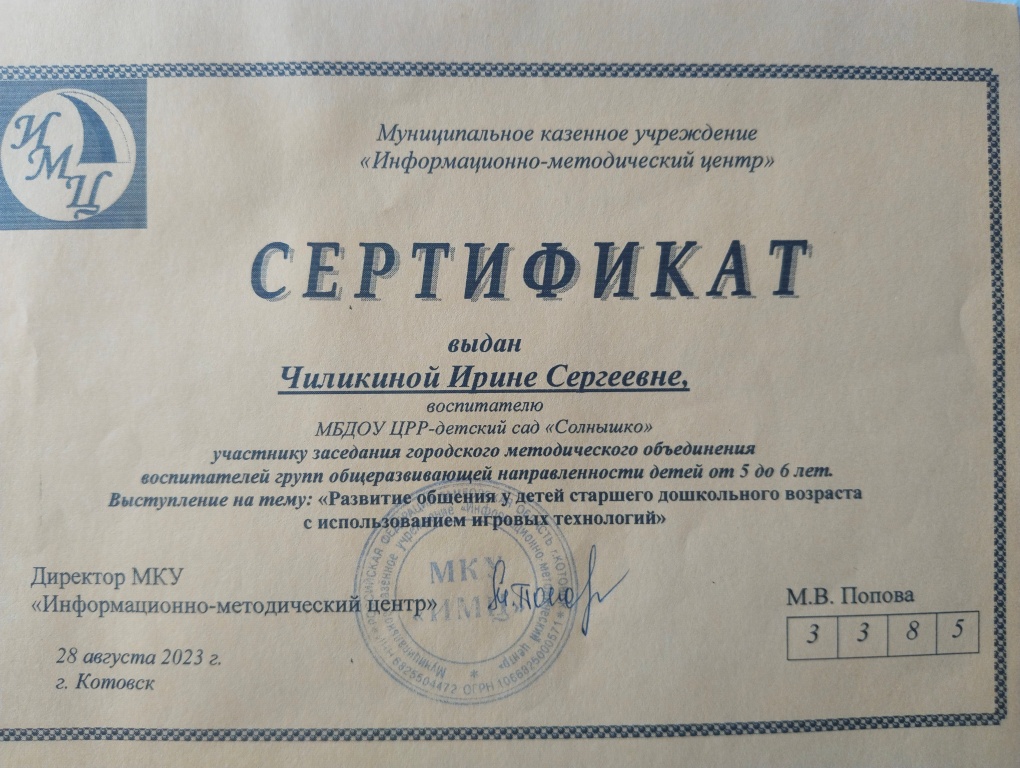 ИМЦ
Муниципальное казенное учреждение
«Информационно-методический центр»
СЕРТИФИКАТ
выдан
Чиликиной Ирине Сергеевне,
воспитателю
МБДОУ ЦРР-детский сад «Солнышко»
участнику заседания городского методического объединения
воспитателей групп общеразвивающей направленности детей от 5 до 6 лет.
Выступление на тему: «Развитие общения у детей старшего дошкольного возраста
с использованием игровых технологий»
Директор МКУ
«Информационно-методический центр»
М.В. Попова
3 3 8 5
28 августа 2023 г.
г. Котовск
МКУ
«ИМЦ»